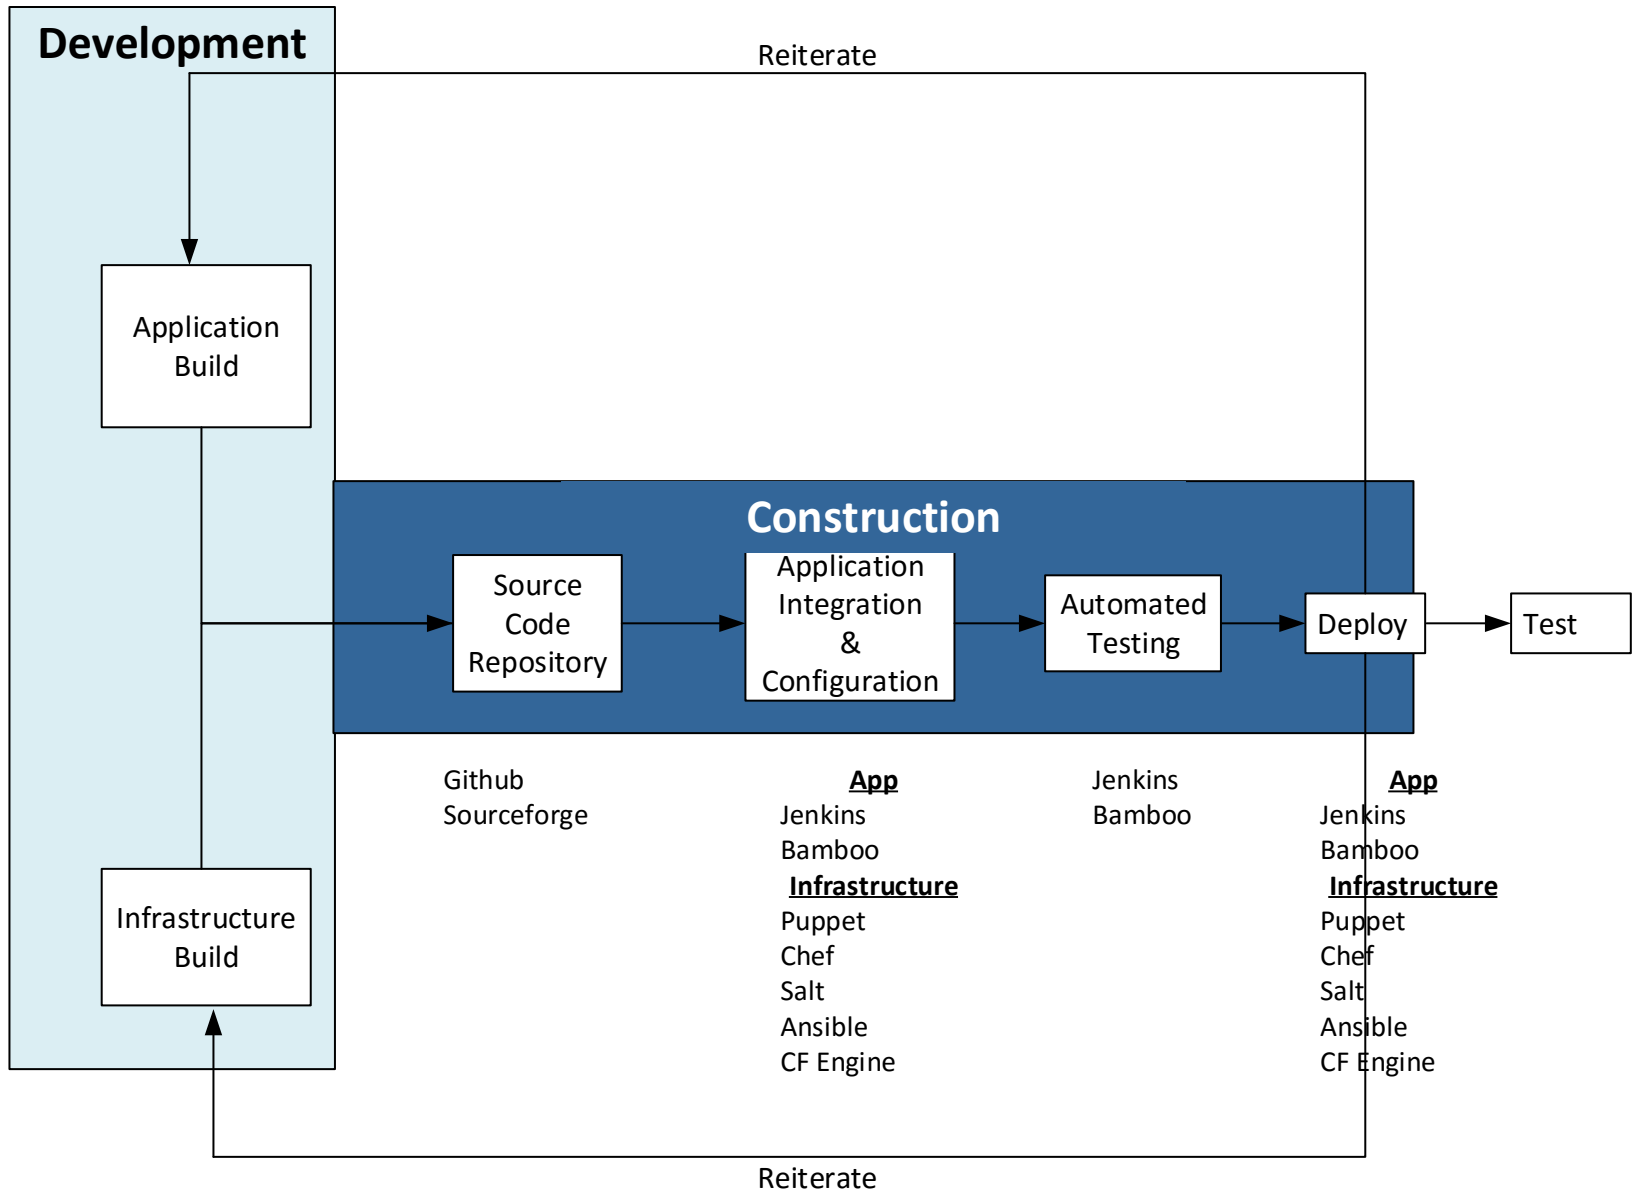 Development
Reiterate
Application
Build
Construction
Source
Code
Repository
Application
Integration
&
Configuration
Automated
Testing
Deploy
Test
Github
Sourceforge
App
Jenkins
Bamboo
Infrastructure
Puppet
Chef
Salt
Ansible
CF Engine
Jenkins
Bamboo
App
Jenkins
Bamboo
Infrastructure
Puppet
Chef
Salt
Ansible
CF Engine
Infrastructure
Build
Reiterate